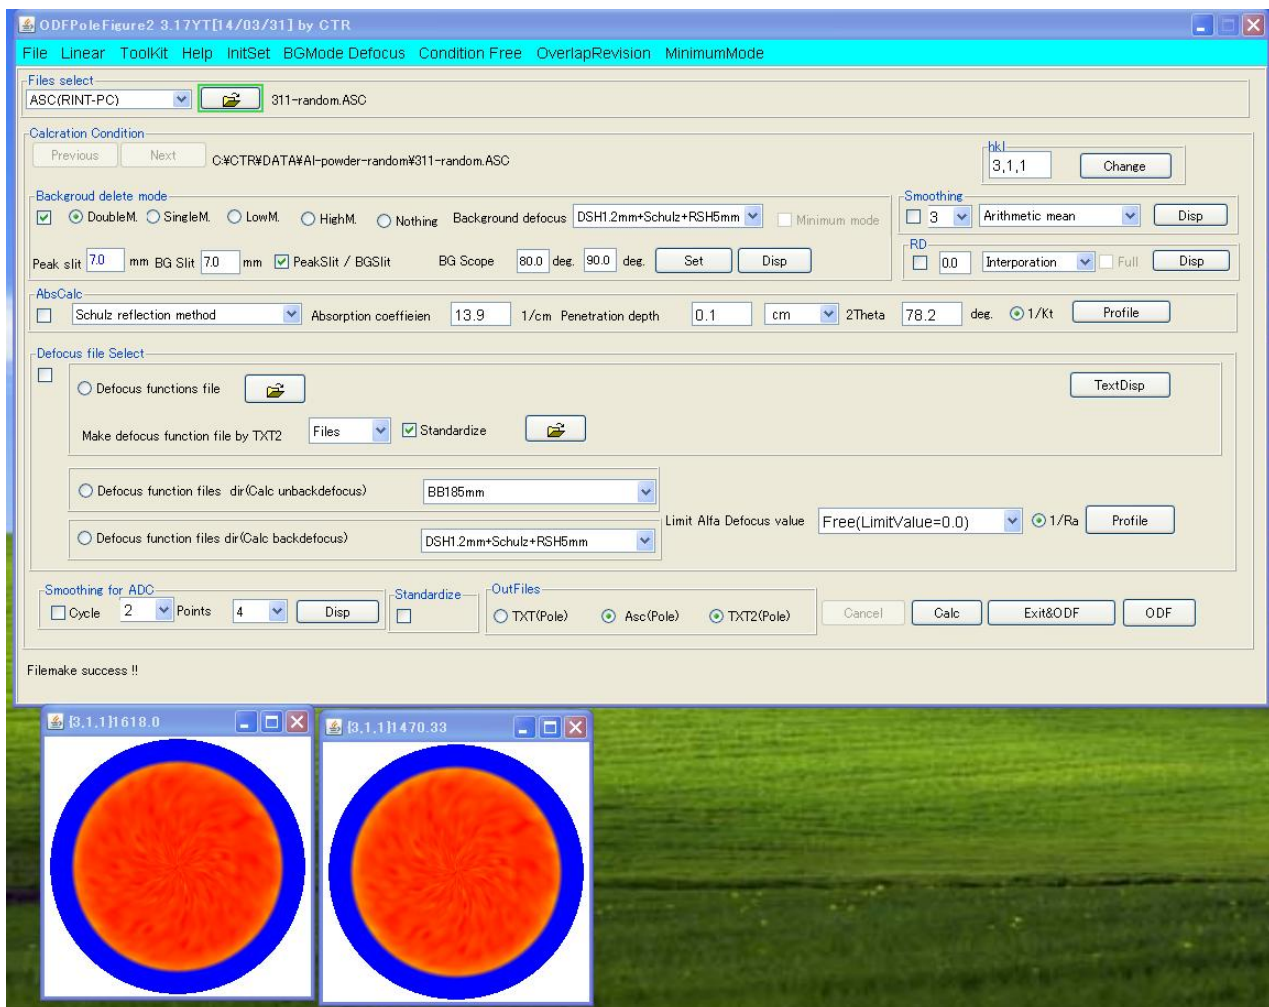 ODFPoleFigure2 3.17YT[14/03/31] by CTR
File Linear ToolKit Help InitSet BGMode Defocus Condition Free OverlapRevision MinimumMode
Files select
ASC(RINT-PC) 311-random.ASC
Calcration Condition
Previous Next C:¥CTR¥DATA¥Al-powder-random¥311-random.ASC
hkl
3,1,1 Change
Backgroud delete mode
DoubleM. SingleM. LowM. HighM. Nothing Background defocus DSH1.2mm+Schulz+RSH5mm Minimum mode
Smoothing
3 Arithmetic mean Disp
Peak slit 7.0 mm BG Slit 7.0 mm PeakSlit / BGSlit BG Scope 80.0 deg. 90.0 deg. Set Disp
RD
0.0 Interporation Full Disp
AbsCalc
Schulz reflection method Absorption coeffieien 13.9 1/cm Penetration depth 0.1 cm 2Theta 78.2 deg. 1/Kt Profile
Defocus file Select
Defocus functions file TextDisp
Make defocus function file by TXT2 Files Standardize
Defocus function files dir(Calc unbackdefocus) BB185mm
Limit Alfa Defocus value Free(LimitValue=0.0) 1/Ra Profile
Defocus function files dir(Calc backdefocus) DSH1.2mm+Schulz+RSH5mm
Smoothing for ADC
Cycle 2 Points 4 Disp
Standardize
OutFiles
TXT(Pole) Asc(Pole) TXT2(Pole) Cancel Calc Exit&ODF ODF
Filemake success !!
{3,1,1}1618.0
{3,1,1}1470.33